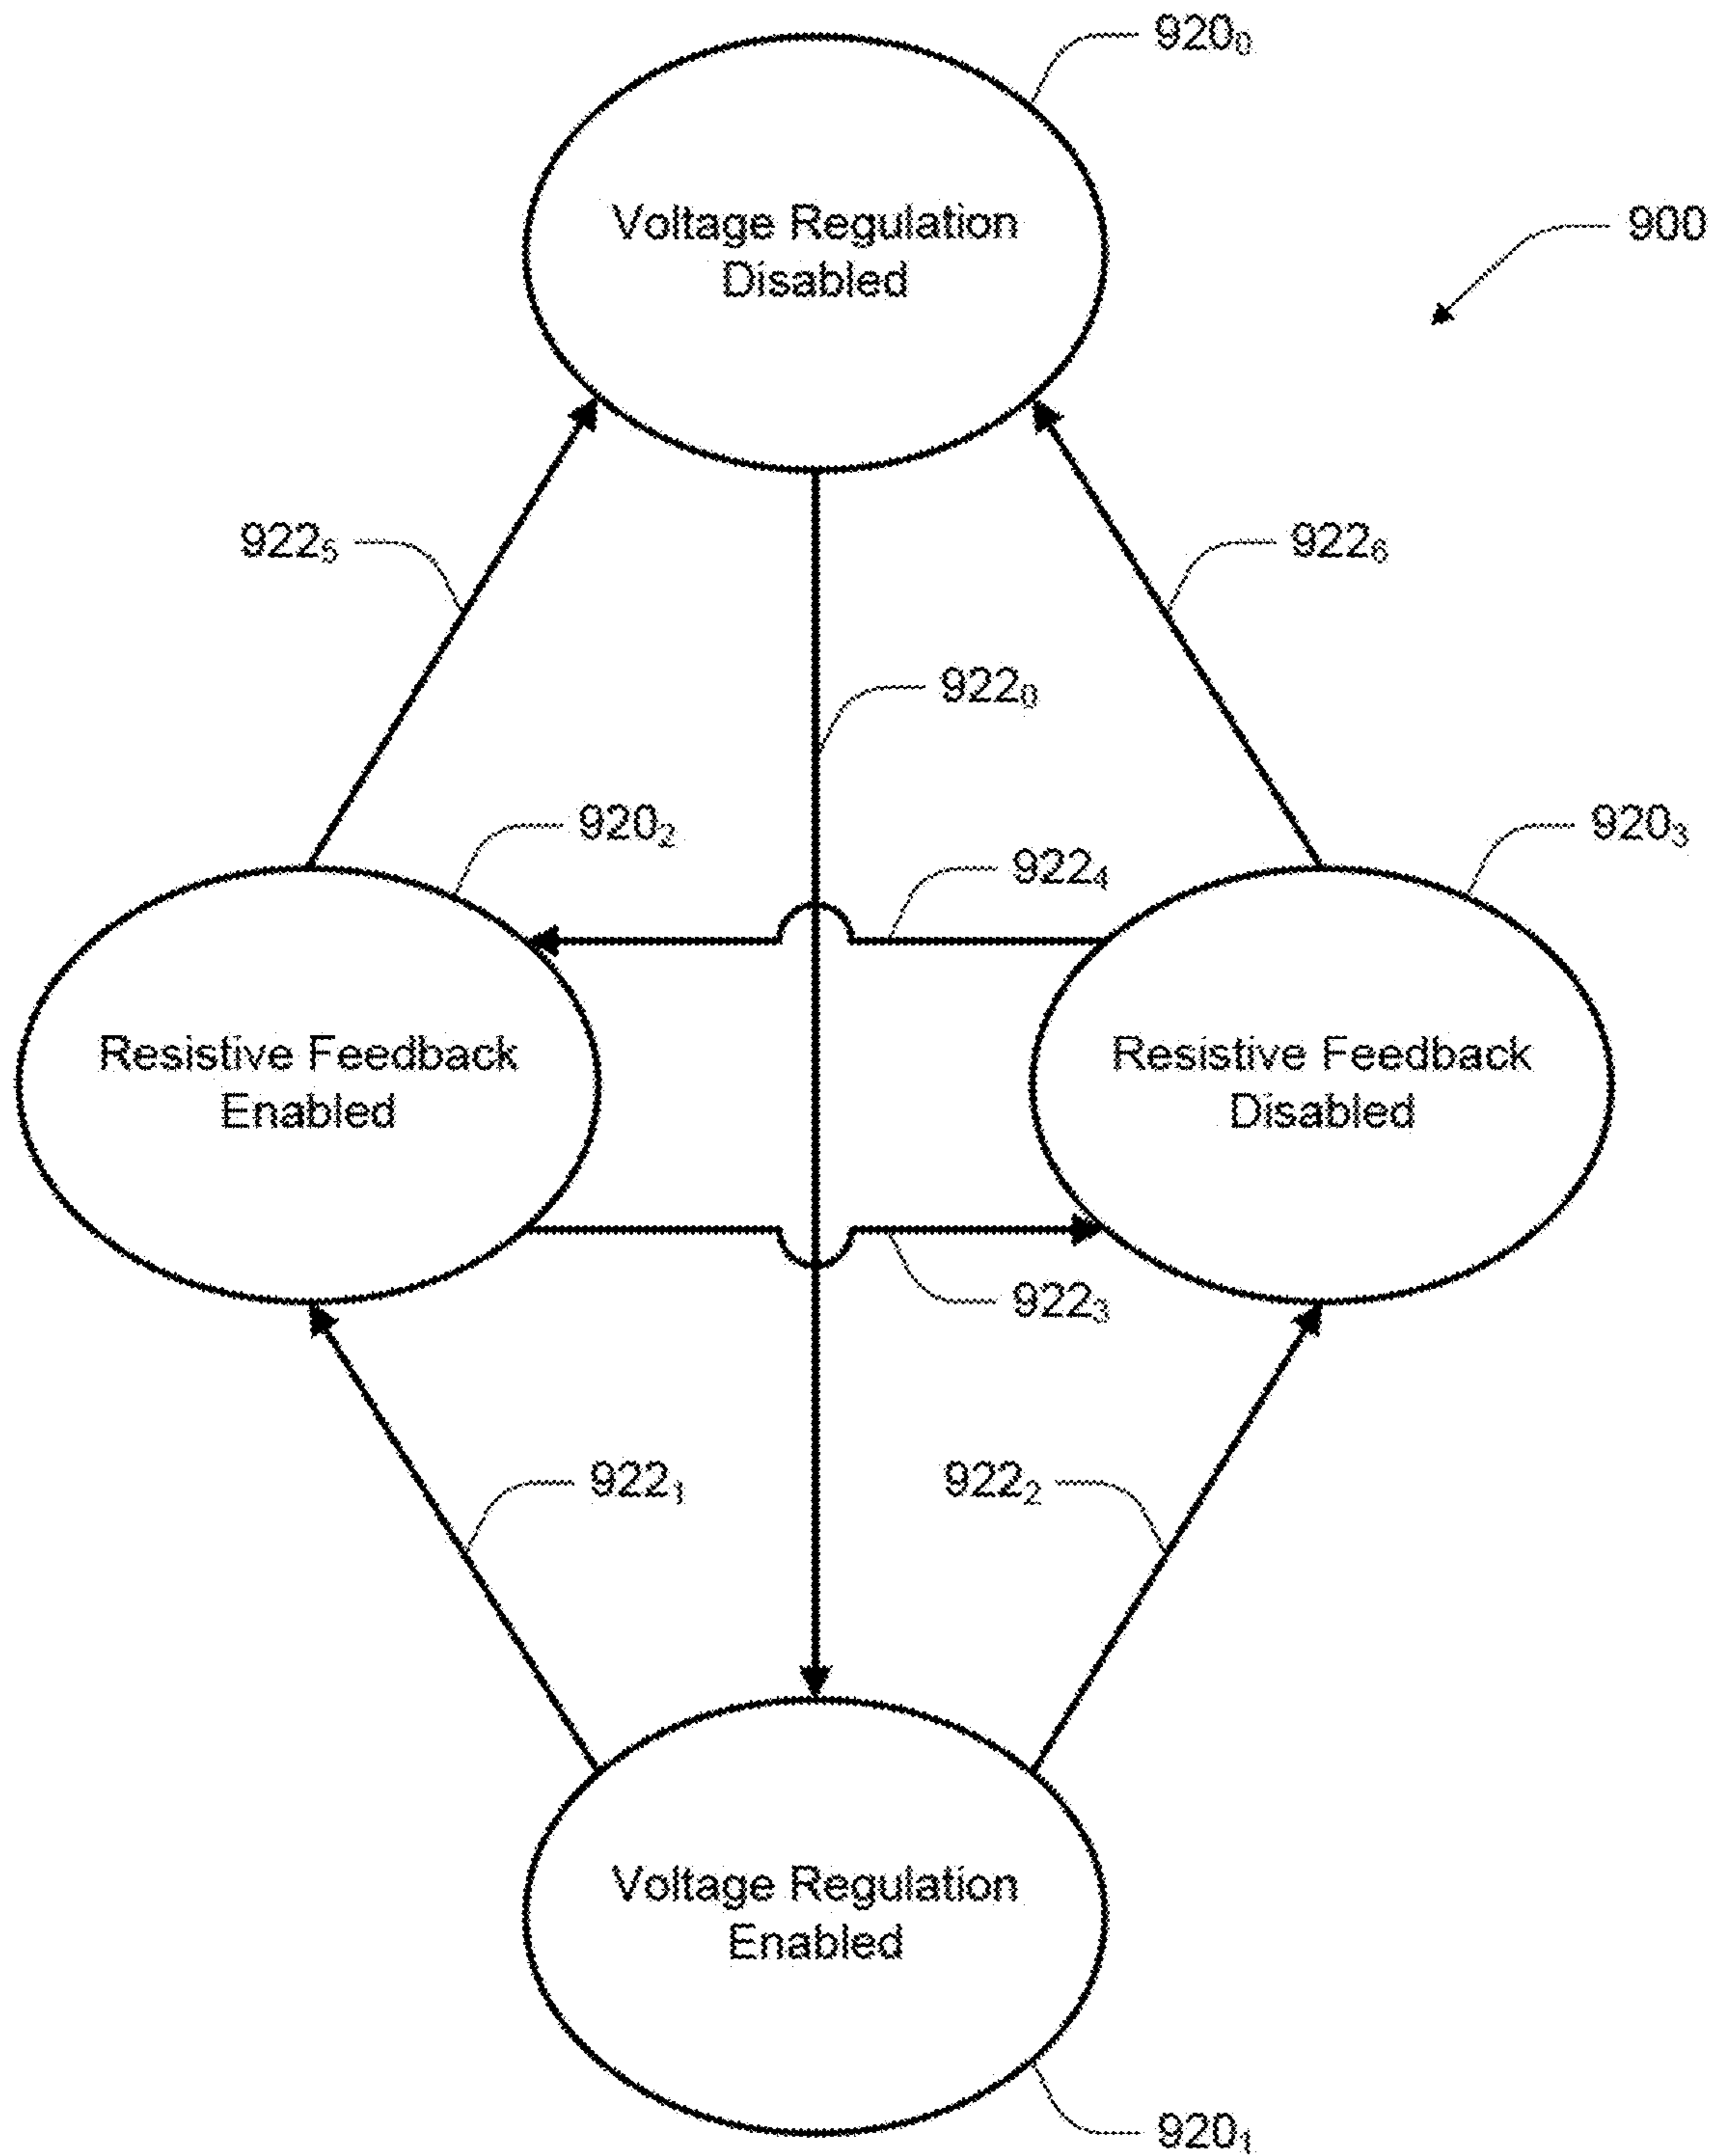 920₀
Voltage Regulation
Disabled
900
922₅
922₆
922₀
920₂
920₃
922₄
Resistive Feedback
Enabled
Resistive Feedback
Disabled
922₃
922₁
922₂
Voltage Regulation
Enabled
920₁